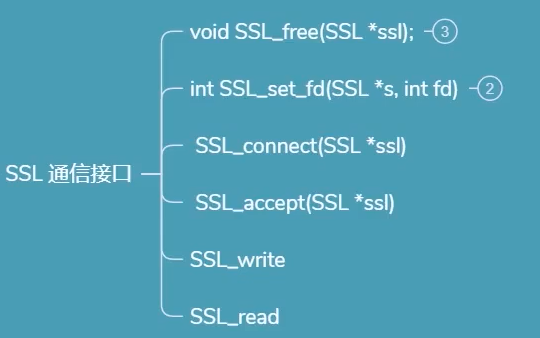 void SSL_free(SSL *ssl); 3
int SSL_set_fd(SSL *s, int fd) 2
SSL_connect(SSL *ssl)
SSL 通信接口
SSL_accept(SSL *ssl)
SSL_write
SSL_read